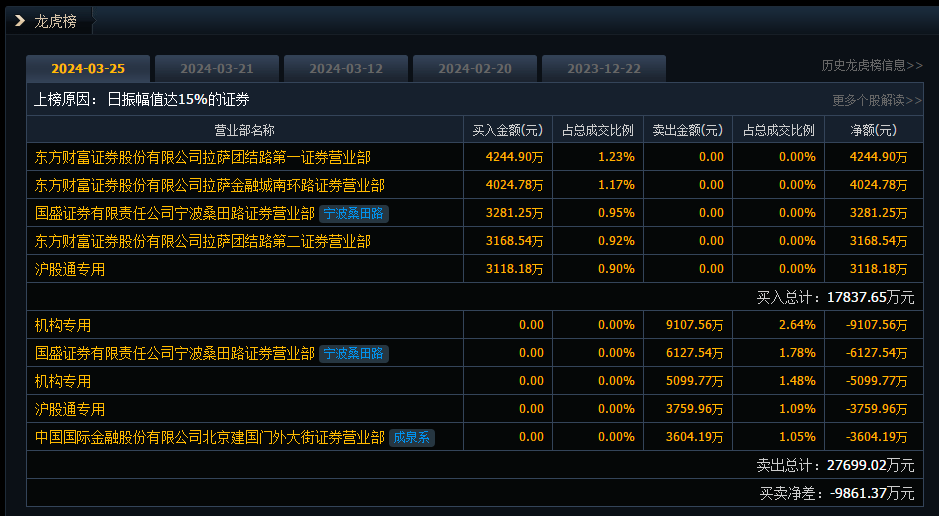 龙虎榜
2024-03-25 2024-03-21 2024-03-12 2024-02-20 2023-12-22 历史龙虎榜信息>>
上榜原因：日振幅值达15%的证券 更多个股解读>>
营业部名称 买入金额(元) 占总成交比例 卖出金额(元) 占总成交比例 净额(元)
东方财富证券股份有限公司拉萨团结路第一证券营业部 4244.90万 1.23% 0.00 0.00% 4244.90万
东方财富证券股份有限公司拉萨金融城南环路证券营业部 4024.78万 1.17% 0.00 0.00% 4024.78万
国盛证券有限责任公司宁波桑田路证券营业部 宁波桑田路 3281.25万 0.95% 0.00 0.00% 3281.25万
东方财富证券股份有限公司拉萨团结路第二证券营业部 3168.54万 0.92% 0.00 0.00% 3168.54万
沪股通专用 3118.18万 0.90% 0.00 0.00% 3118.18万
买入总计：17837.65万元
机构专用 0.00 0.00% 9107.56万 2.64% -9107.56万
国盛证券有限责任公司宁波桑田路证券营业部 宁波桑田路 0.00 0.00% 6127.54万 1.78% -6127.54万
机构专用 0.00 0.00% 5099.77万 1.48% -5099.77万
沪股通专用 0.00 0.00% 3759.96万 1.09% -3759.96万
中国国际金融股份有限公司北京建国门外大街证券营业部 成泉系 0.00 0.00% 3604.19万 1.05% -3604.19万
卖出总计：27699.02万元
买卖净差：-9861.37万元